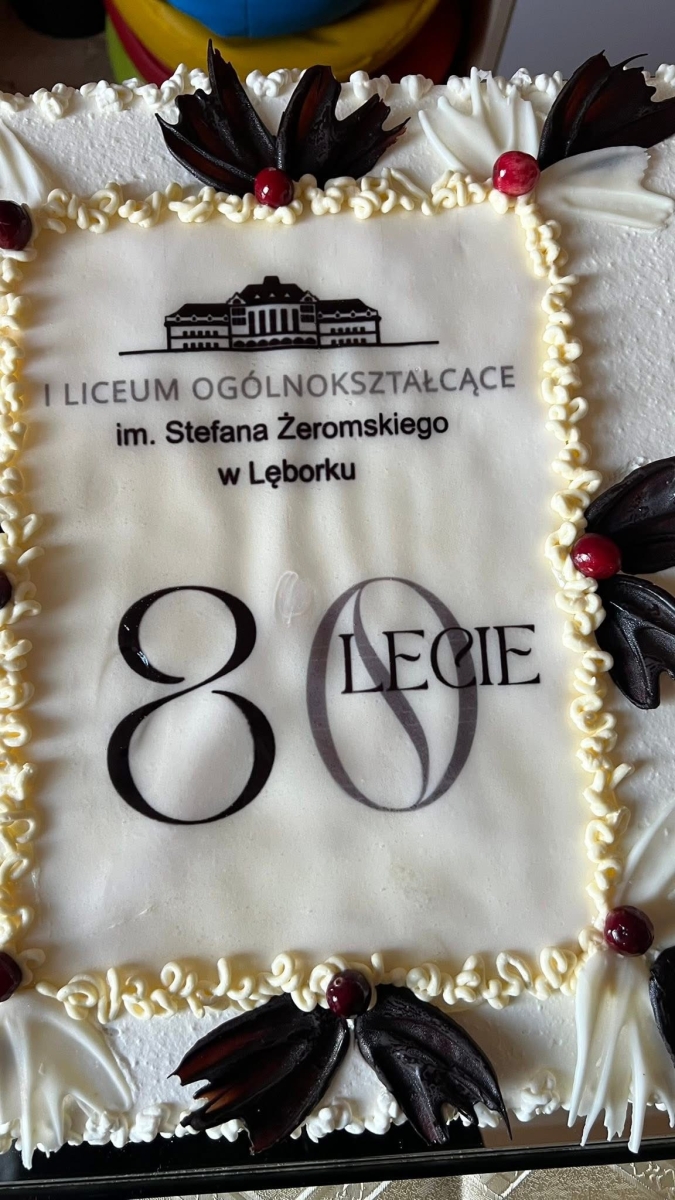 I LICEUM OGÓLNOKSZTAŁCĄCE
im. Stefana Żeromskiego
w Lęborku
80 LECIE